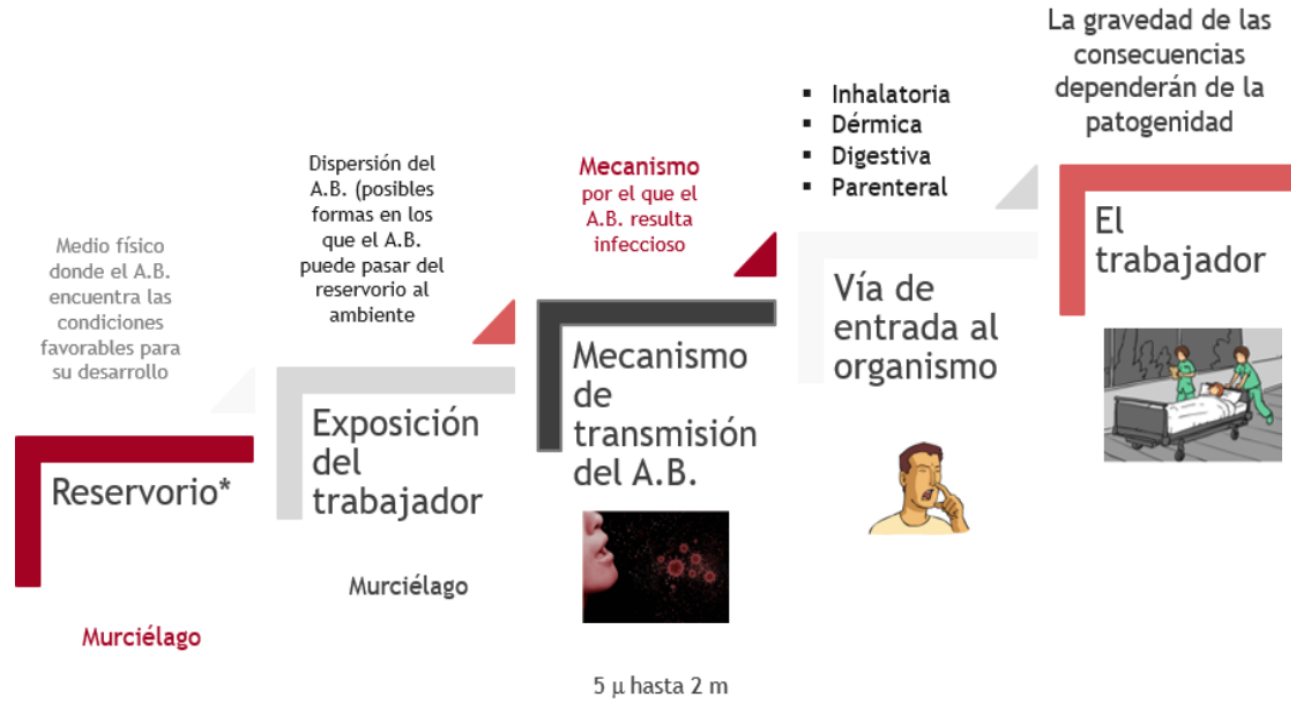 Medio físico
donde el A.B.
encuentra las
condiciones
favorables para
su desarrollo
Reservorio*
Murciélago
Dispersión del
A.B. (posibles
formas en los
que el A.B.
puede pasar del
reservorio al
ambiente
Exposición
del
trabajador
Murciélago
Mecanismo
por el que el
A.B. resulta
infeccioso
Mecanismo
de
transmisión
del A.B.
5 µ hasta 2 m
▪ Inhalatoria
▪ Dérmica
▪ Digestiva
▪ Parenteral
Vía de
entrada al
organismo
La gravedad de las
consecuencias
dependerán de la
patogenidad
El
trabajador